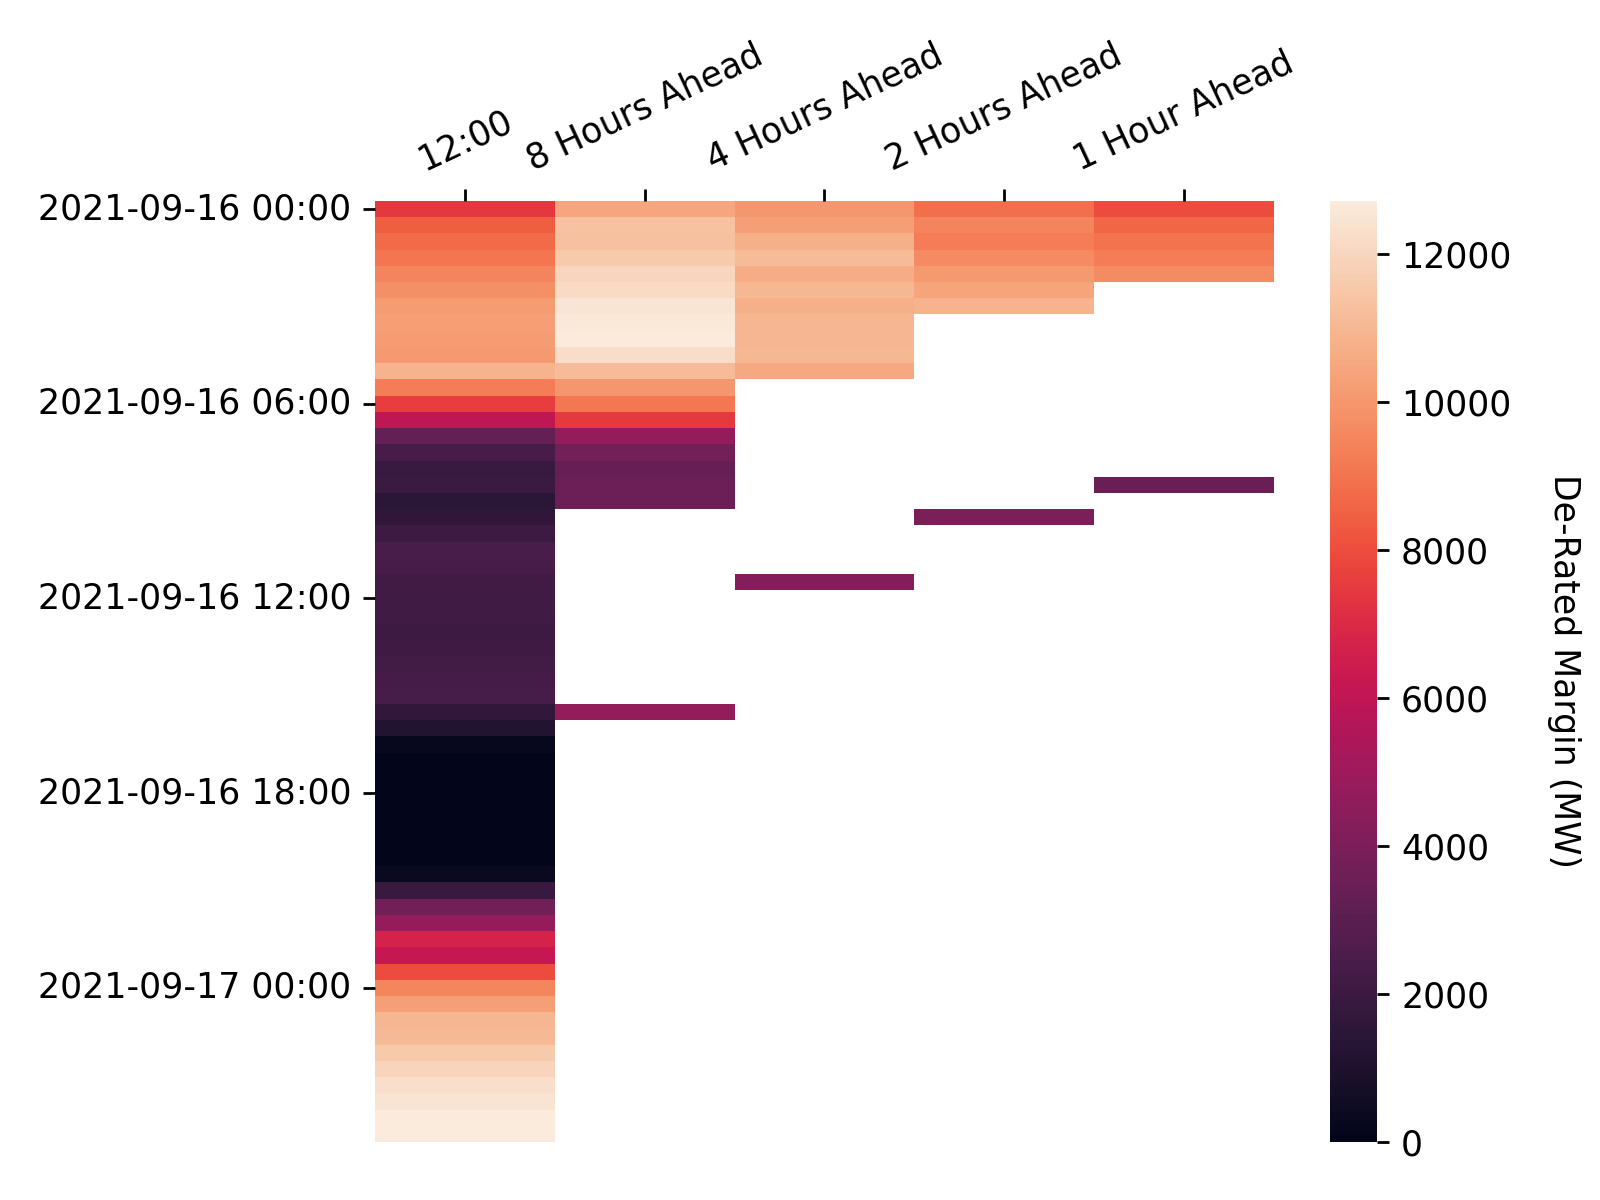 12:00
8 Hours Ahead
4 Hours Ahead
2 Hours Ahead
1 Hour Ahead
2021-09-16 00:00
2021-09-16 06:00
2021-09-16 12:00
2021-09-16 18:00
2021-09-17 00:00
12000
10000
8000
6000
4000
2000
0
De-Rated Margin (MW)